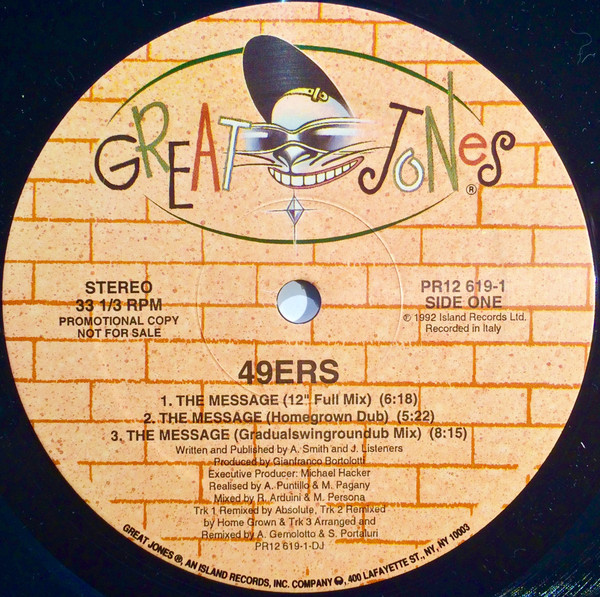 GREAT JONES ®
STEREO
33 1/3 RPM
PROMOTIONAL COPY
NOT FOR SALE
PR12 619-1
SIDE ONE
℗ 1992 Island Records Ltd.
Recorded in Italy
49ERS
1. THE MESSAGE (12" Full Mix) (6:18)
2. THE MESSAGE (Homegrown Dub) (5:22)
3. THE MESSAGE (Gradualswingroundub Mix) (8:15)
Written and Published by A. Smith and J. Listeners
Produced by Gianfranco Bortolotti
Executive Producer: Michael Hacker
Realised by A. Puntillo & M. Pagany
Mixed by R. Arduini & M. Persona
Trk 1 Remixed by Absolute, Trk 2 Remixed
by Home Grown & Trk 3 Arranged and
Remixed by A. Gemolotto & S. Portaluri
PR12 619-1-DJ
GREAT JONES ®, AN ISLAND RECORDS, INC. COMPANY, 400 LAFAYETTE ST., NY, NY 10003